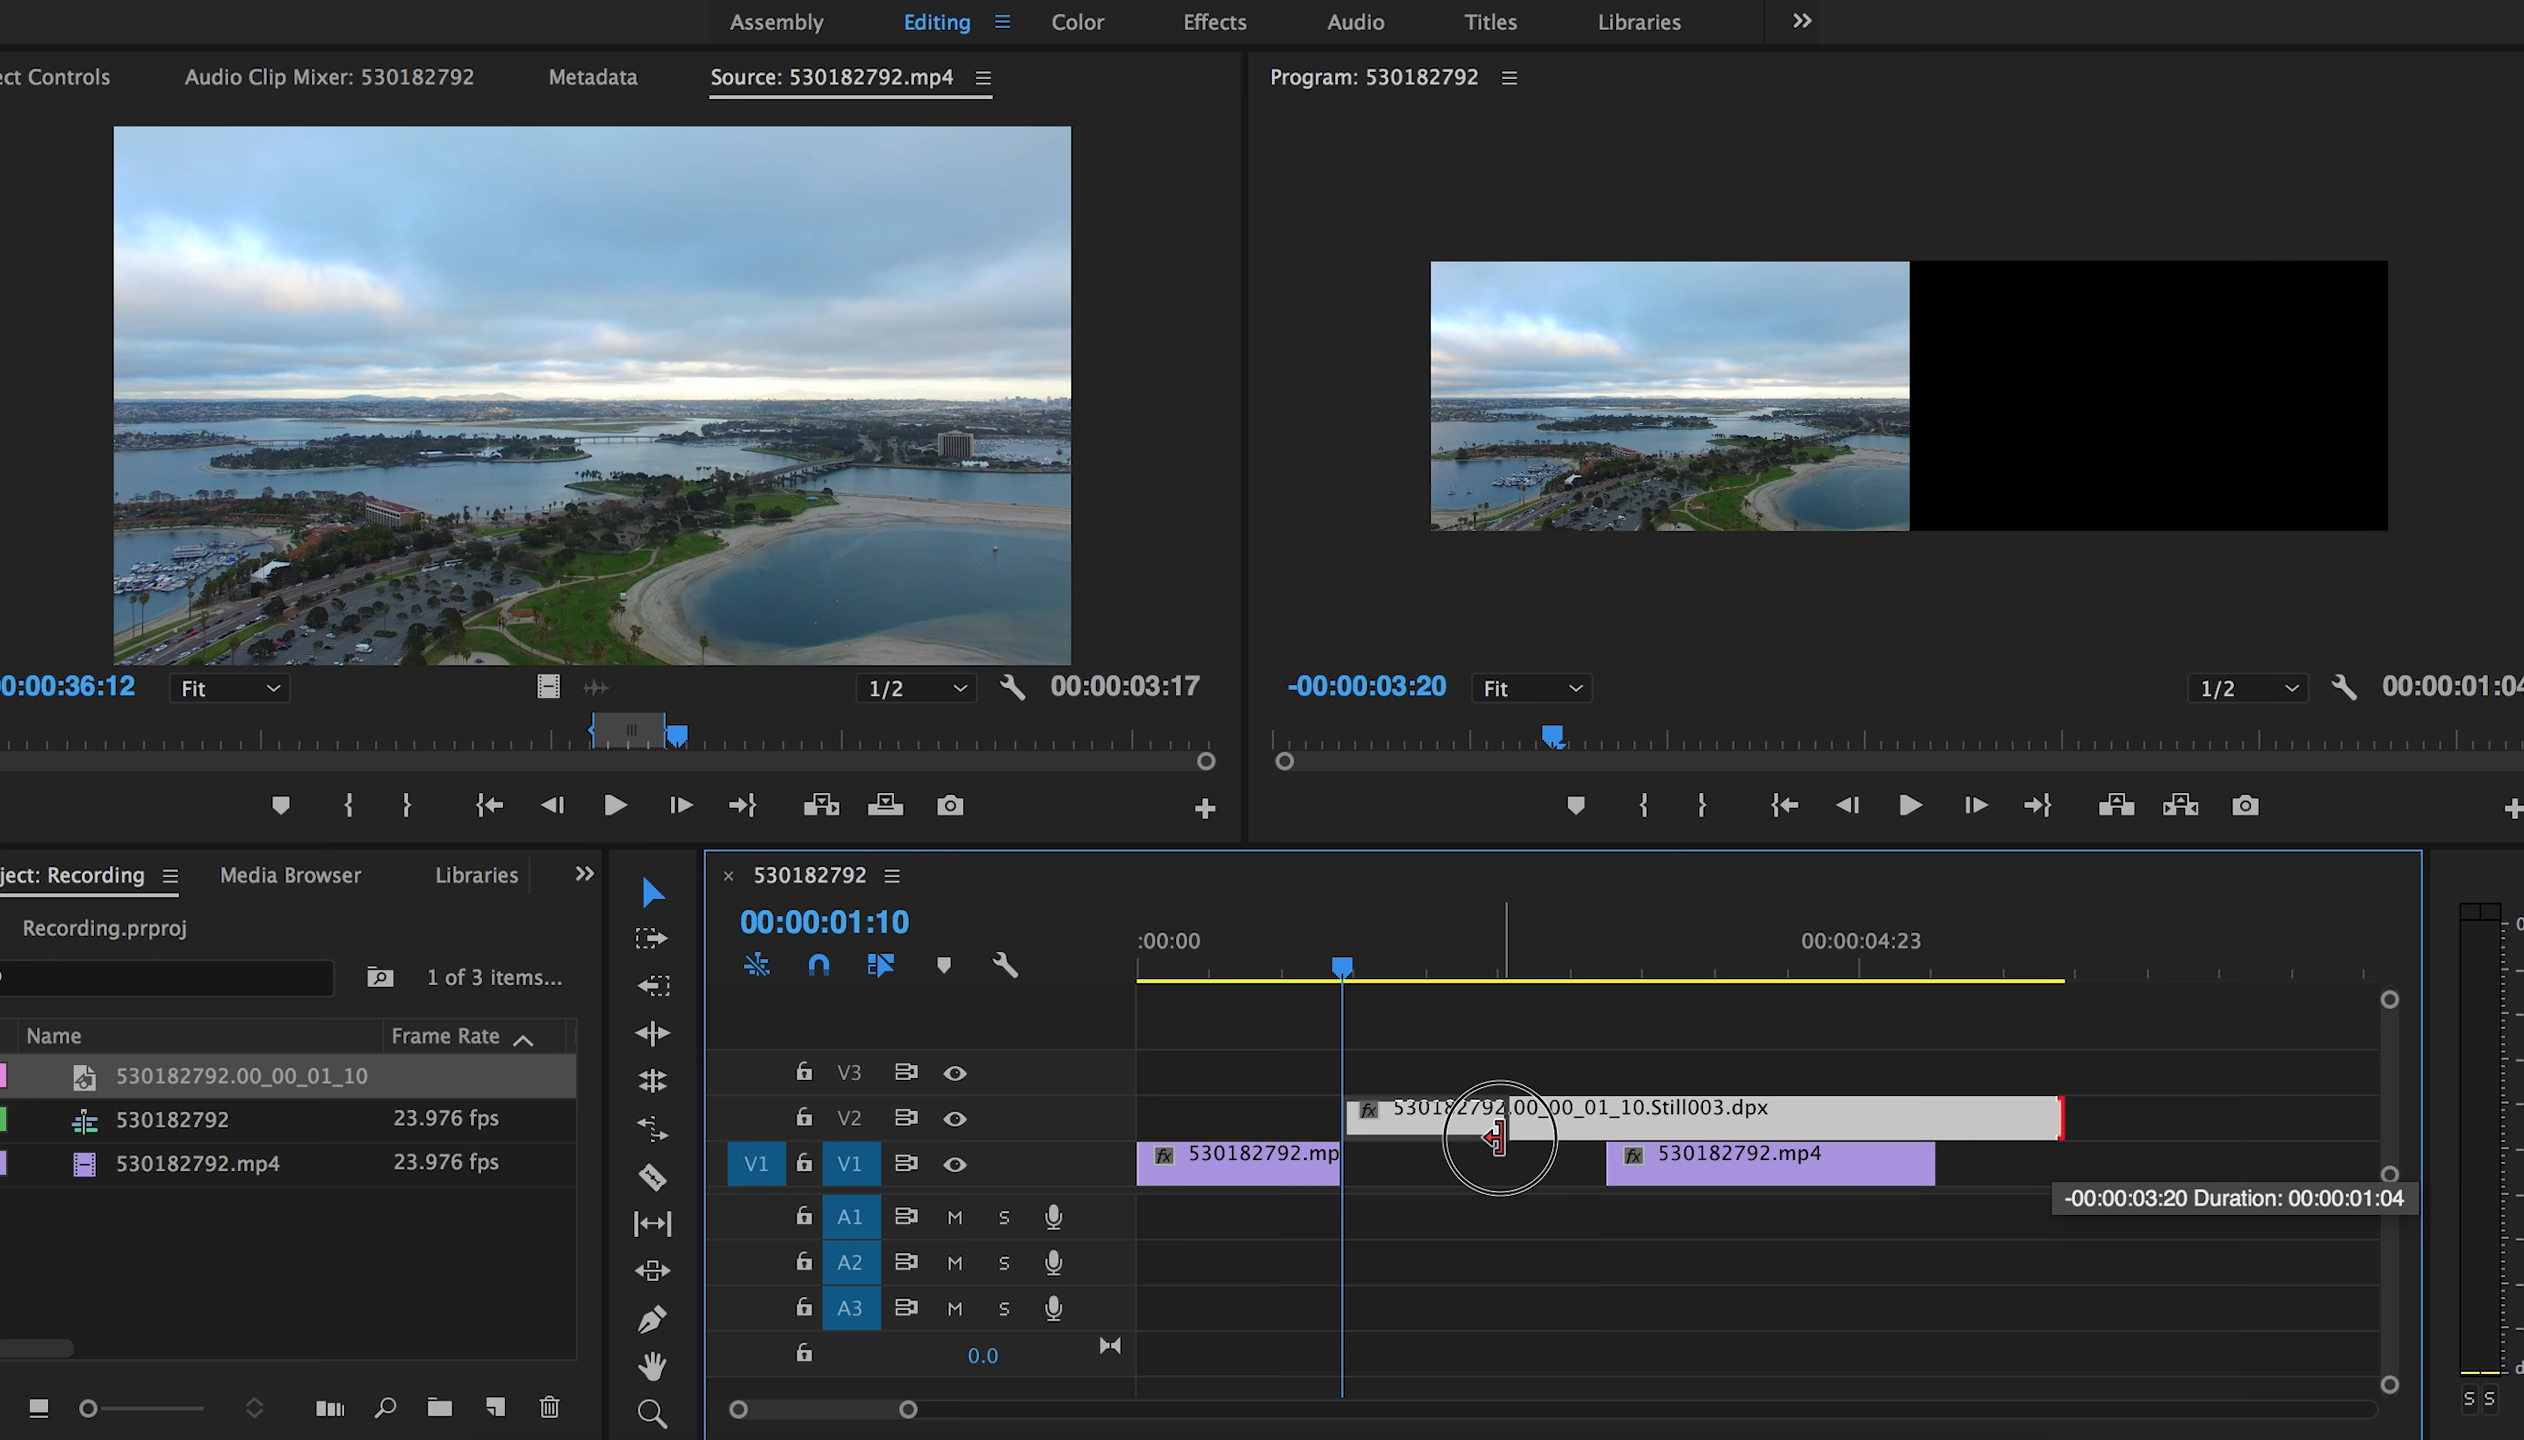 Assembly Editing Color Effects Audio Titles Libraries
ect Controls Audio Clip Mixer: 530182792 Metadata Source: 530182792.mp4 Program: 530182792
0:00:36:12 Fit 1/2 00:00:03:17 -00:00:03:20 Fit 1/2 00:00:01:04
ject: Recording Media Browser Libraries
530182792
Recording.prproj
00:00:01:10
:00:00 00:00:04:23
1 of 3 items...
Name Frame Rate
530182792.00_00_01_10
530182792 23.976 fps
530182792.mp4 23.976 fps
V3
V2 fx 530182792.00_00_01_10.Still003.dpx
V1 V1 fx 530182792.mp fx 530182792.mp4
-00:00:03:20 Duration: 00:00:01:04
A1 M S
A2 M S
A3 M S
0.0
S S